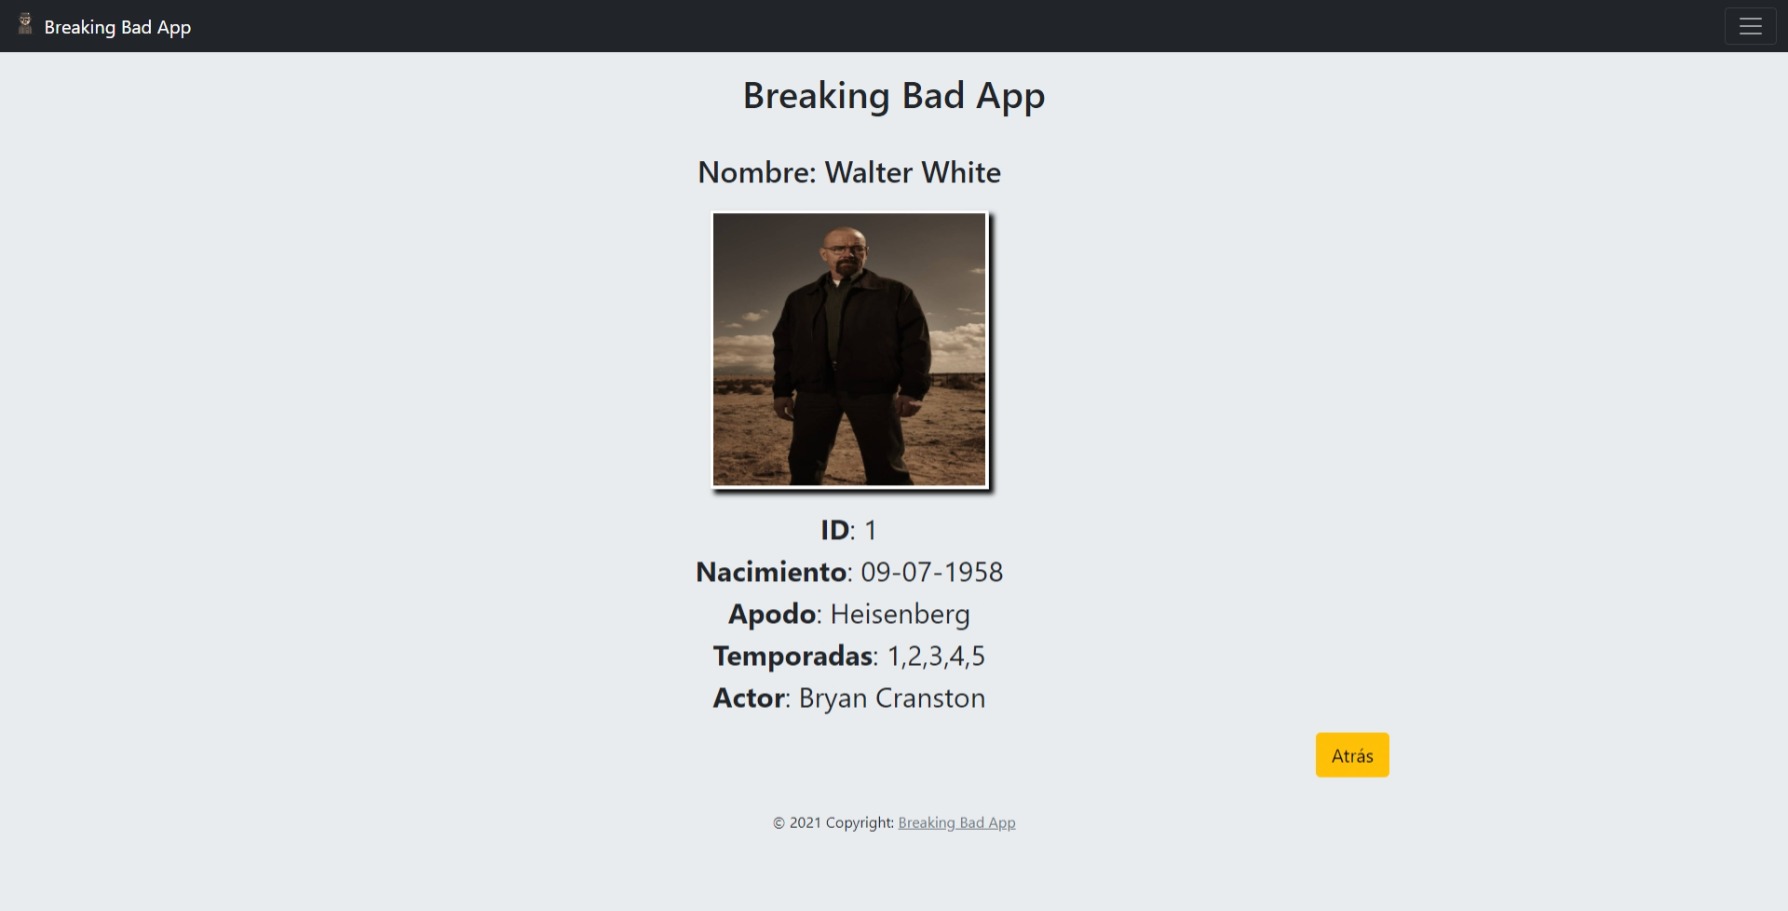 Breaking Bad App
Breaking Bad App
Nombre: Walter White
ID: 1
Nacimiento: 09-07-1958
Apodo: Heisenberg
Temporadas: 1,2,3,4,5
Actor: Bryan Cranston
Atrás
© 2021 Copyright: Breaking Bad App